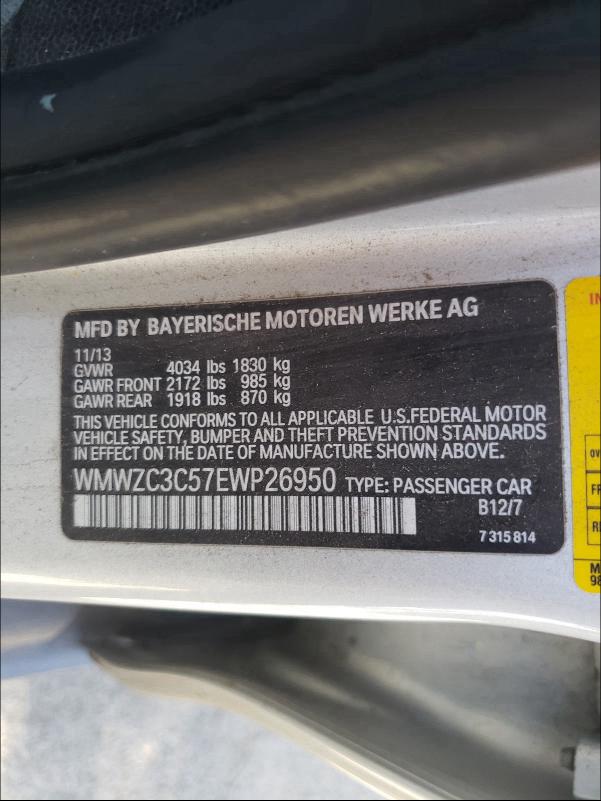 MFD BY BAYERISCHE MOTOREN WERKE AG
11/13
GVWR 4034 lbs 1830 kg
GAWR FRONT 2172 lbs 985 kg
GAWR REAR 1918 lbs 870 kg
THIS VEHICLE CONFORMS TO ALL APPLICABLE U.S.FEDERAL MOTOR
VEHICLE SAFETY, BUMPER AND THEFT PREVENTION STANDARDS
IN EFFECT ON THE DATE OF MANUFACTURE SHOWN ABOVE.
WMWZC3C57EWP26950 TYPE: PASSENGER CAR
B12/7
7 315 814